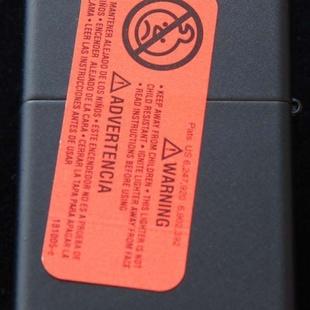 Pats. US 6,247,920 6,902,392
WARNING
• KEEP AWAY FROM CHILDREN • THIS LIGHTER IS NOT
CHILD RESISTANT • IGNITE LIGHTER AWAY FROM FACE
• READ INSTRUCTIONS BEFORE USING
ADVERTENCIA
MANTENER ALEJADO DE LOS NIÑOS • ESTE ENCENDEDOR NO ES A PRUEBA DE
NIÑOS • ENCENDER ALEJADO DE LA CARA • CERRAR LA TAPA PARA APAGAR LA
LLAMA • LEER LAS INSTRUCCIONES ANTES DE USAR